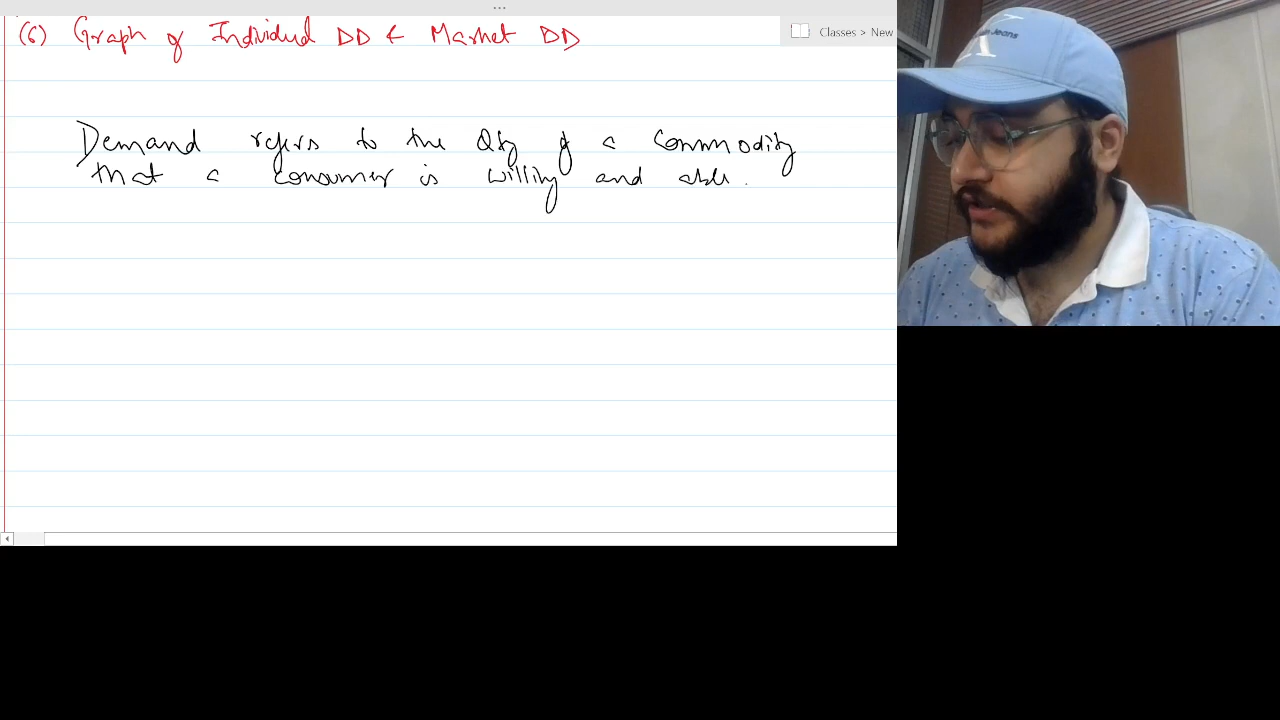 (6) Graph of Individual DD & Market DD
Classes > New
Demand refers to the Qty of a commodity
that a consumer is willing and able.
Jeans